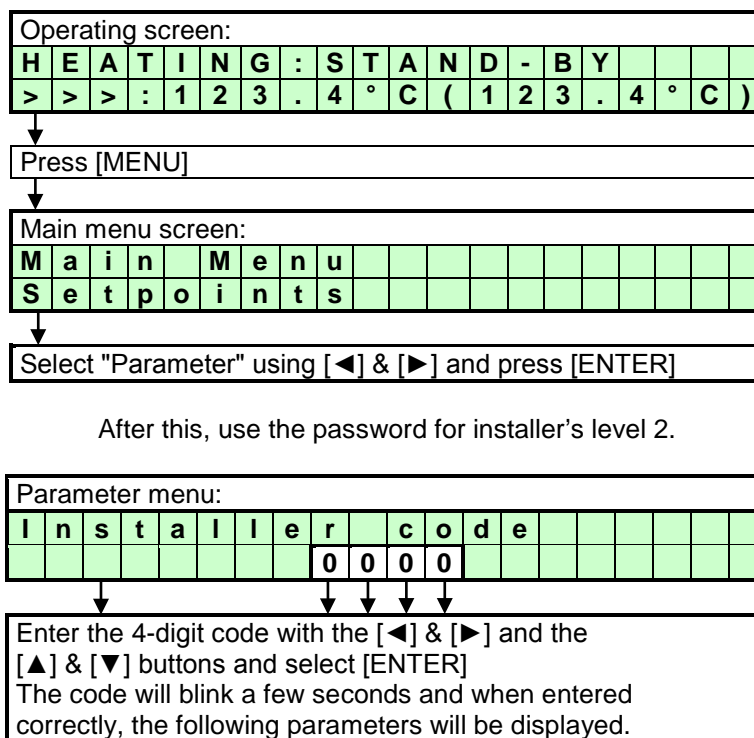 Operating screen:
HEATING:STAND-BY
>>>:123.4°C(123.4°C)
Press [MENU]
Main menu screen:
Main Menu
Setpoints
Select "Parameter" using [◄] & [►] and press [ENTER]
After this, use the password for installer’s level 2.
Parameter menu:
Installer code
0000
Enter the 4-digit code with the [◄] & [►] and the
[▲] & [▼] buttons and select [ENTER]
The code will blink a few seconds and when entered
correctly, the following parameters will be displayed.